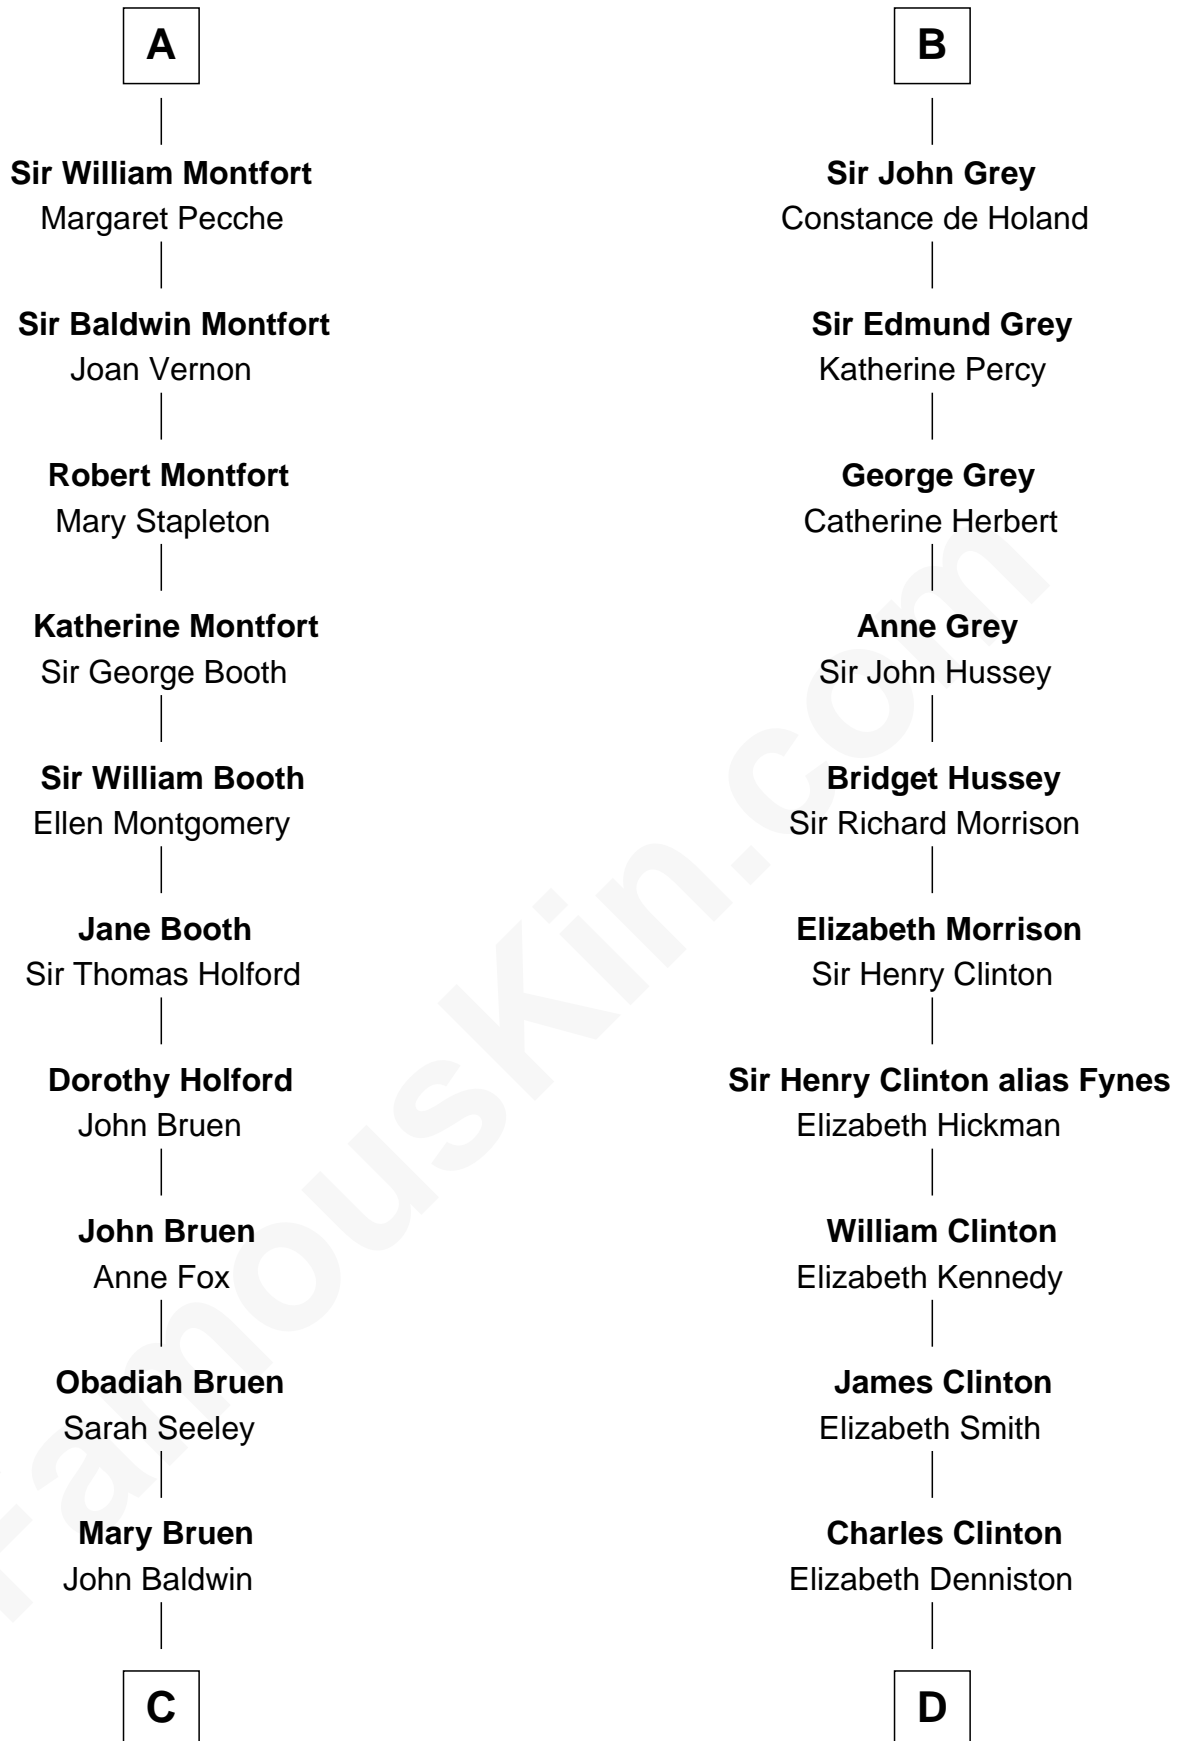 A
Sir William Montfort
Margaret Pecche
Sir Baldwin Montfort
Joan Vernon
Robert Montfort
Mary Stapleton
Katherine Montfort
Sir George Booth
Sir William Booth
Ellen Montgomery
Jane Booth
Sir Thomas Holford
Dorothy Holford
John Bruen
John Bruen
Anne Fox
Obadiah Bruen
Sarah Seeley
Mary Bruen
John Baldwin
C
B
Sir John Grey
Constance de Holand
Sir Edmund Grey
Katherine Percy
George Grey
Catherine Herbert
Anne Grey
Sir John Hussey
Bridget Hussey
Sir Richard Morrison
Elizabeth Morrison
Sir Henry Clinton
Sir Henry Clinton alias Fynes
Elizabeth Hickman
William Clinton
Elizabeth Kennedy
James Clinton
Elizabeth Smith
Charles Clinton
Elizabeth Denniston
D
FamousKin.com